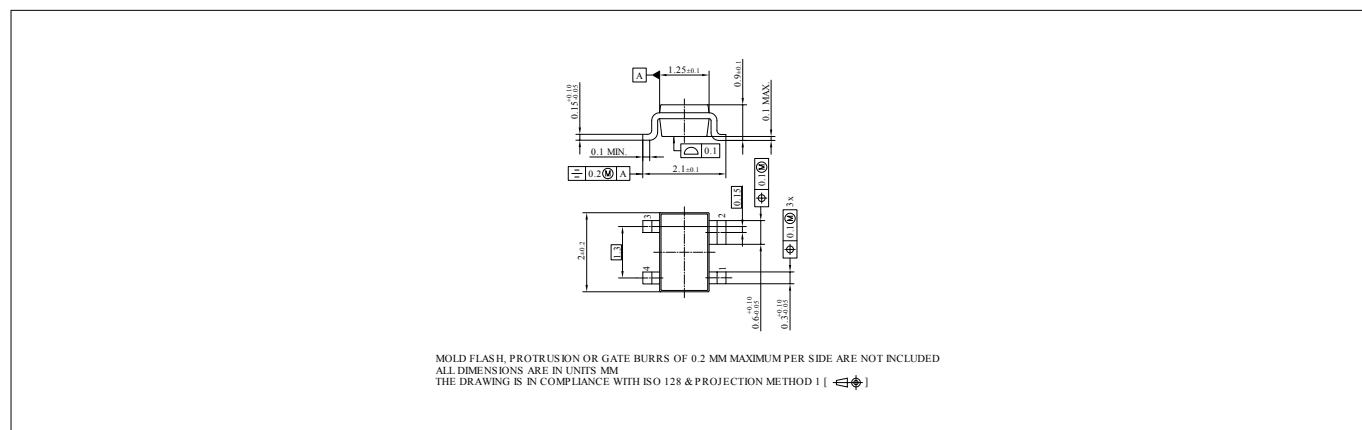 A
1.25±0.1
0.9±0.1
0.1 MAX.
0.15 +0.10 -0.05
0.1 MIN.
0.1
0.2 Ⓜ A
2.1±0.1
0.15
0.1 Ⓜ
0.1 Ⓜ 3x
3
2
2±0.2
1.3
4
1
0.6 +0.10 -0.05
0.3 +0.10 -0.05
MOLD FLASH, PROTRUSION OR GATE BURRS OF 0.2 MM MAXIMUM PER SIDE ARE NOT INCLUDED
ALL DIMENSIONS ARE IN UNITS MM
THE DRAWING IS IN COMPLIANCE WITH ISO 128 & PROJECTION METHOD 1 [ ]